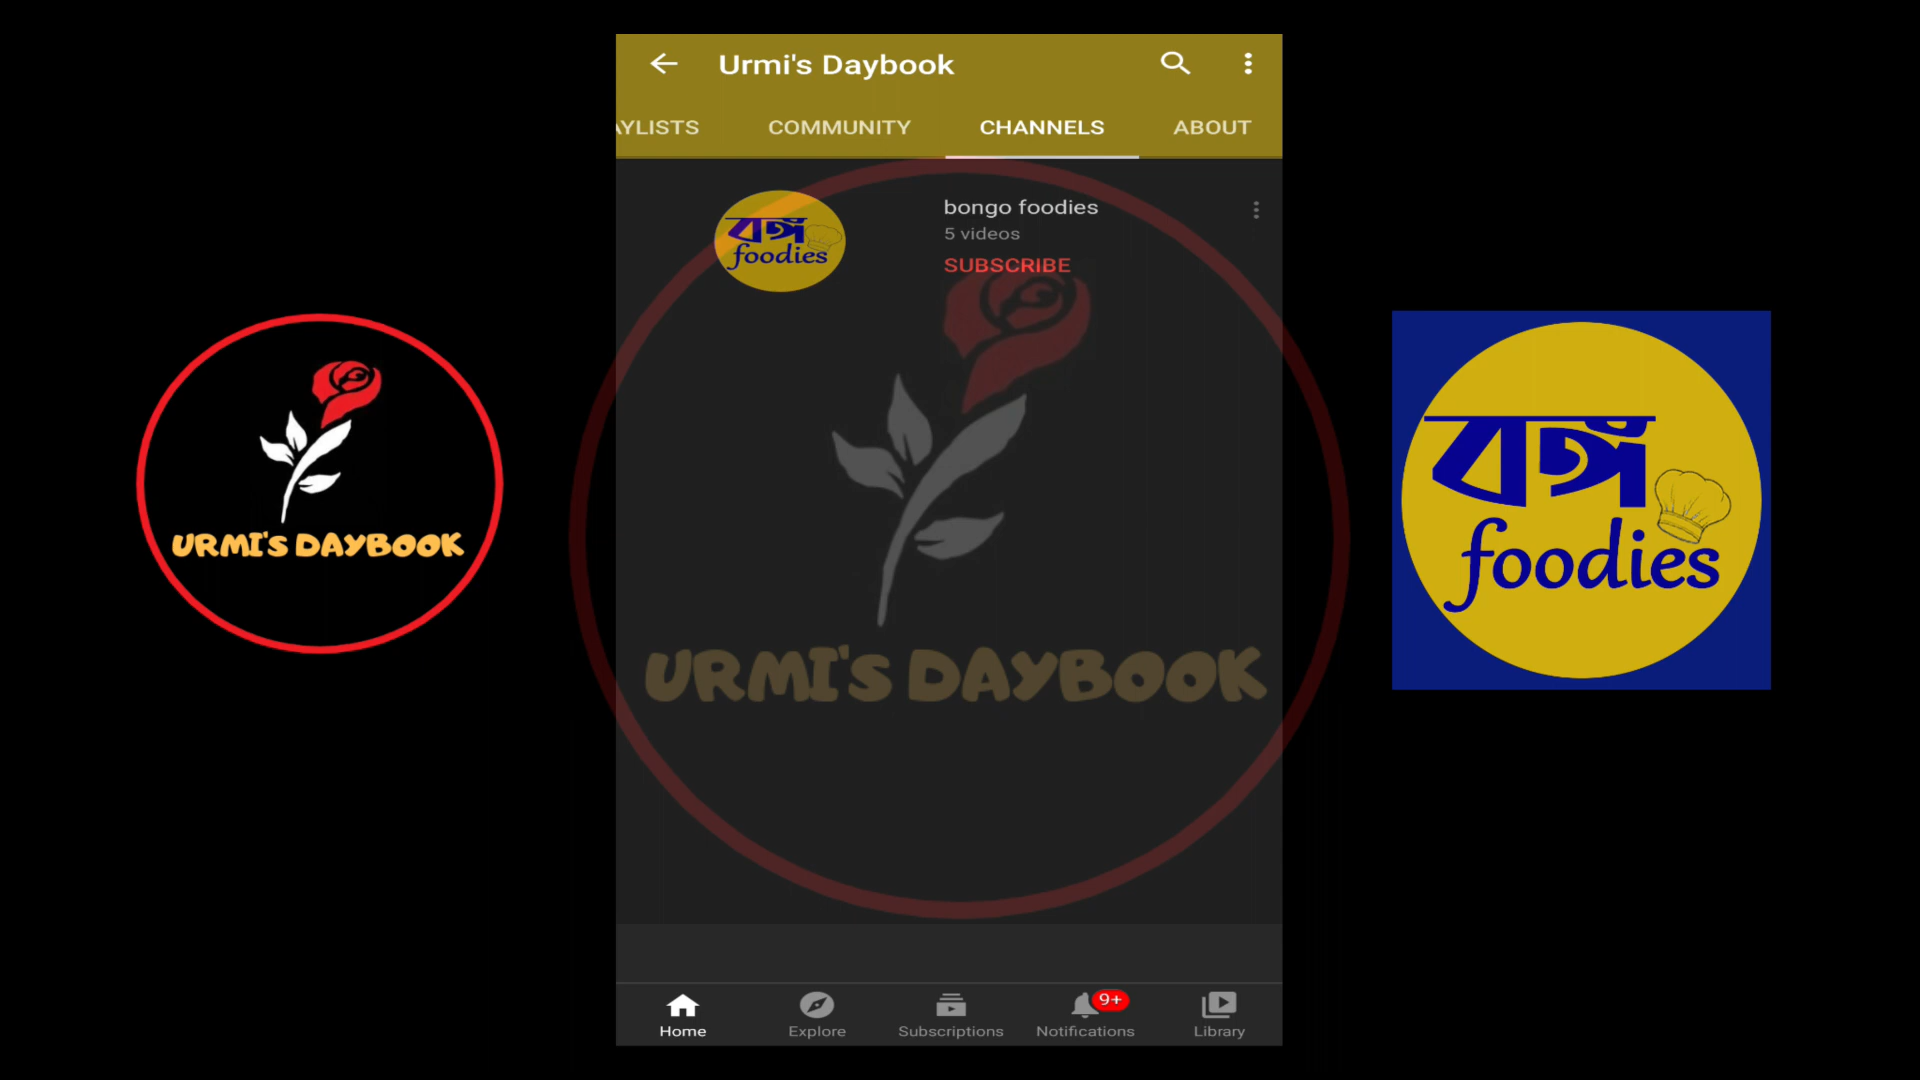 Urmi's Daybook
AYLISTS COMMUNITY CHANNELS ABOUT
বঙ্গ
foodies
bongo foodies
5 videos
SUBSCRIBE
URMI'S DAYBOOK
URMI'S DAYBOOK
বঙ্গ
foodies
Home Explore Subscriptions Notifications 9+ Library